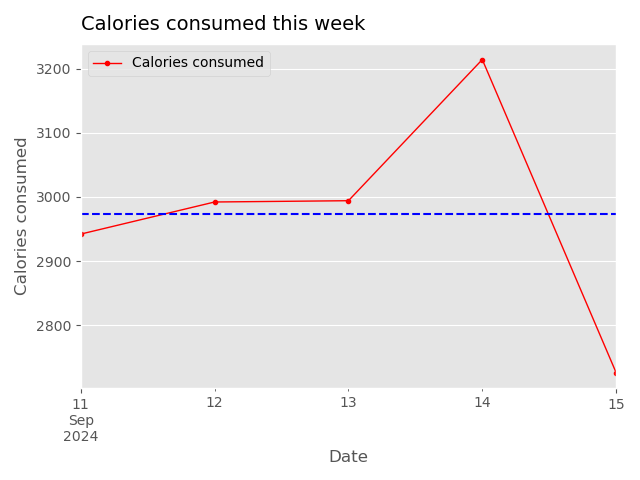 Calories consumed this week
Calories consumed
3200
3100
3000
2900
2800
Calories consumed
11
Sep
2024
12
13
14
15
Date